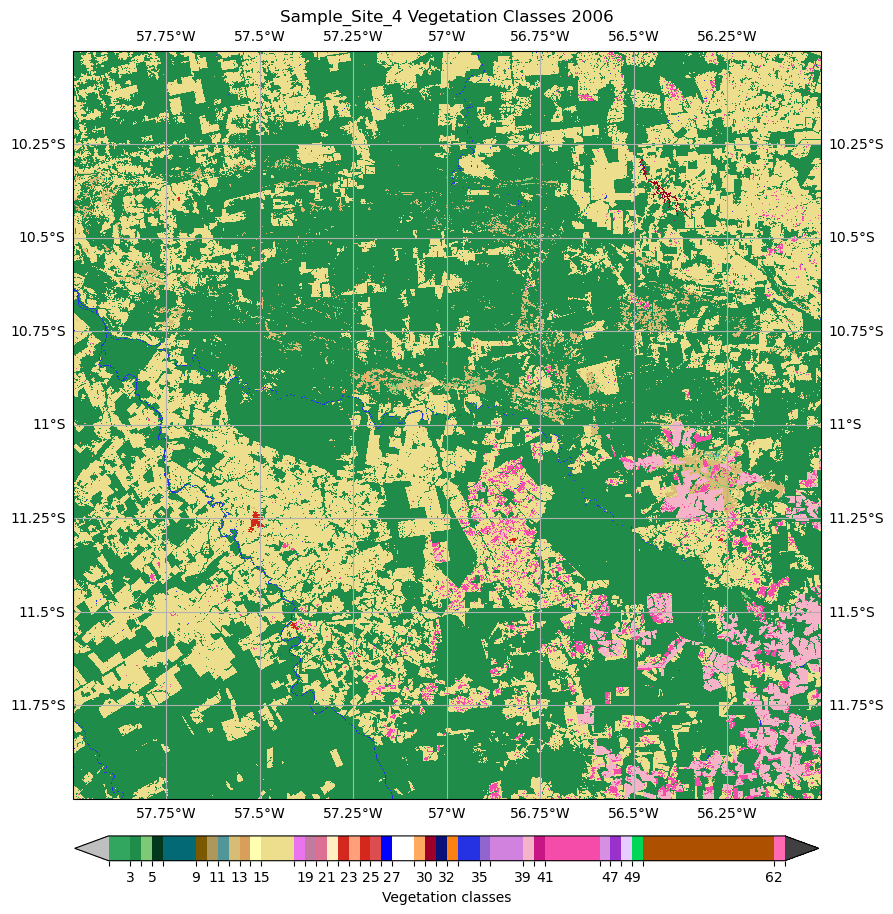 Sample_Site_4 Vegetation Classes 2006
57.75°W 57.5°W 57.25°W 57°W 56.75°W 56.5°W 56.25°W
10.25°S 10.25°S
10.5°S 10.5°S
10.75°S 10.75°S
11°S 11°S
11.25°S 11.25°S
11.5°S 11.5°S
11.75°S 11.75°S
57.75°W 57.5°W 57.25°W 57°W 56.75°W 56.5°W 56.25°W
3 5 9 11 13 15 19 21 23 25 27 30 32 35 39 41 47 49 62
Vegetation classes